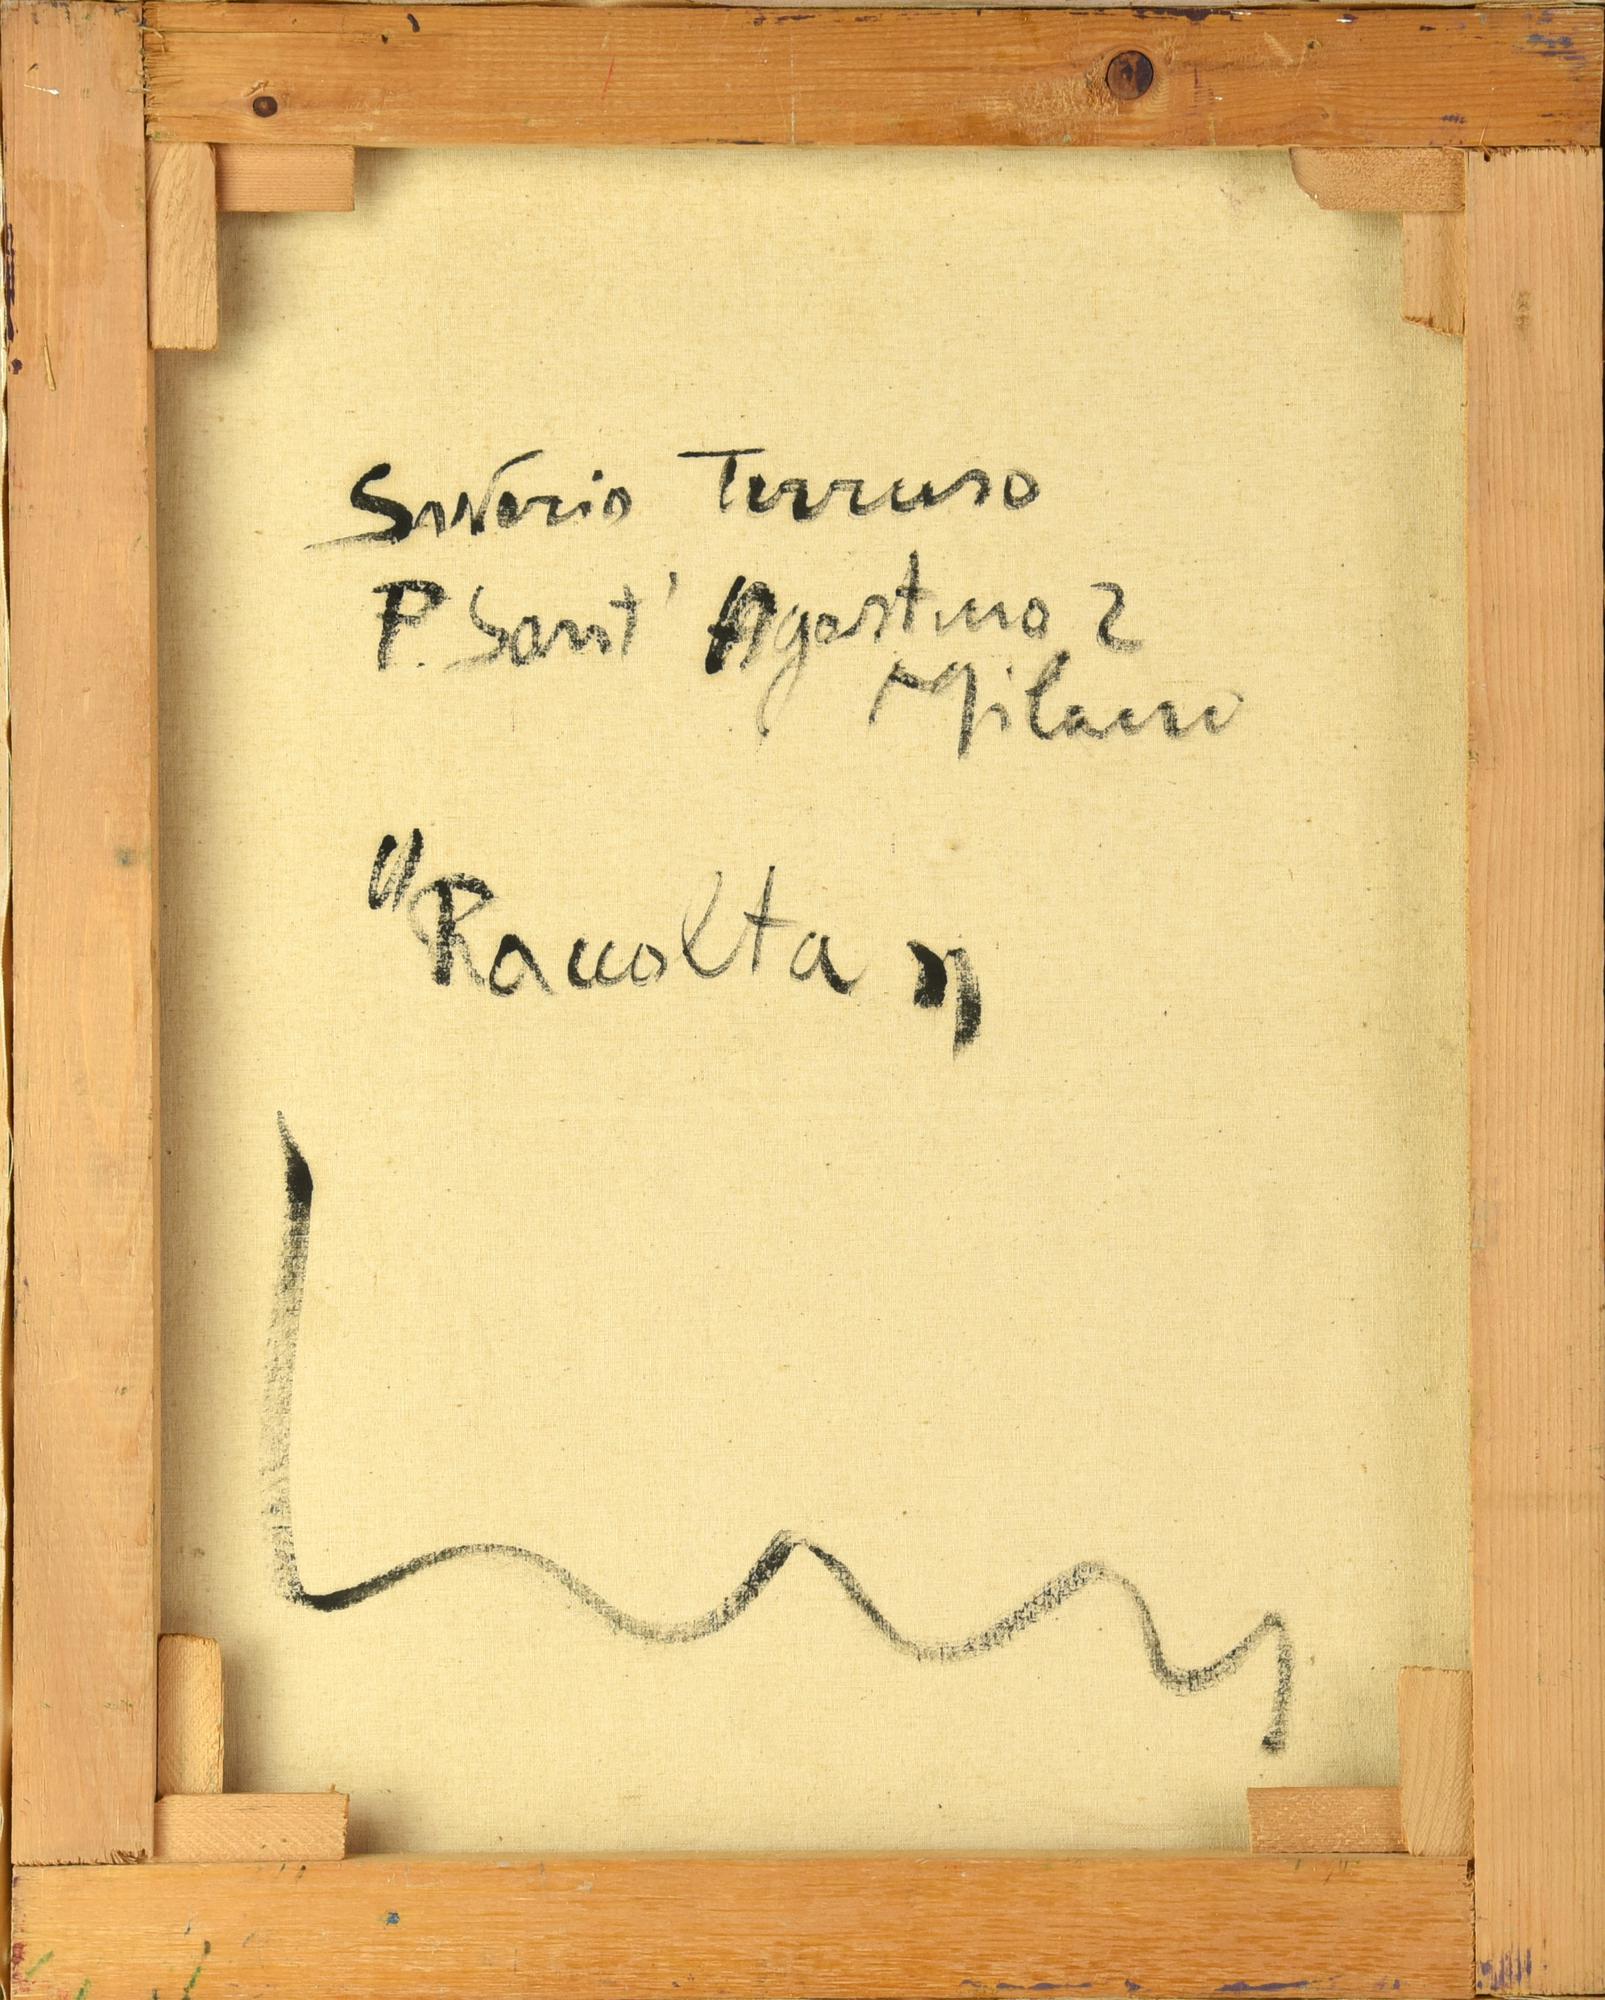 Saverio Terruso
P. Sant' Agostino 2
Milano
"Raccolta"